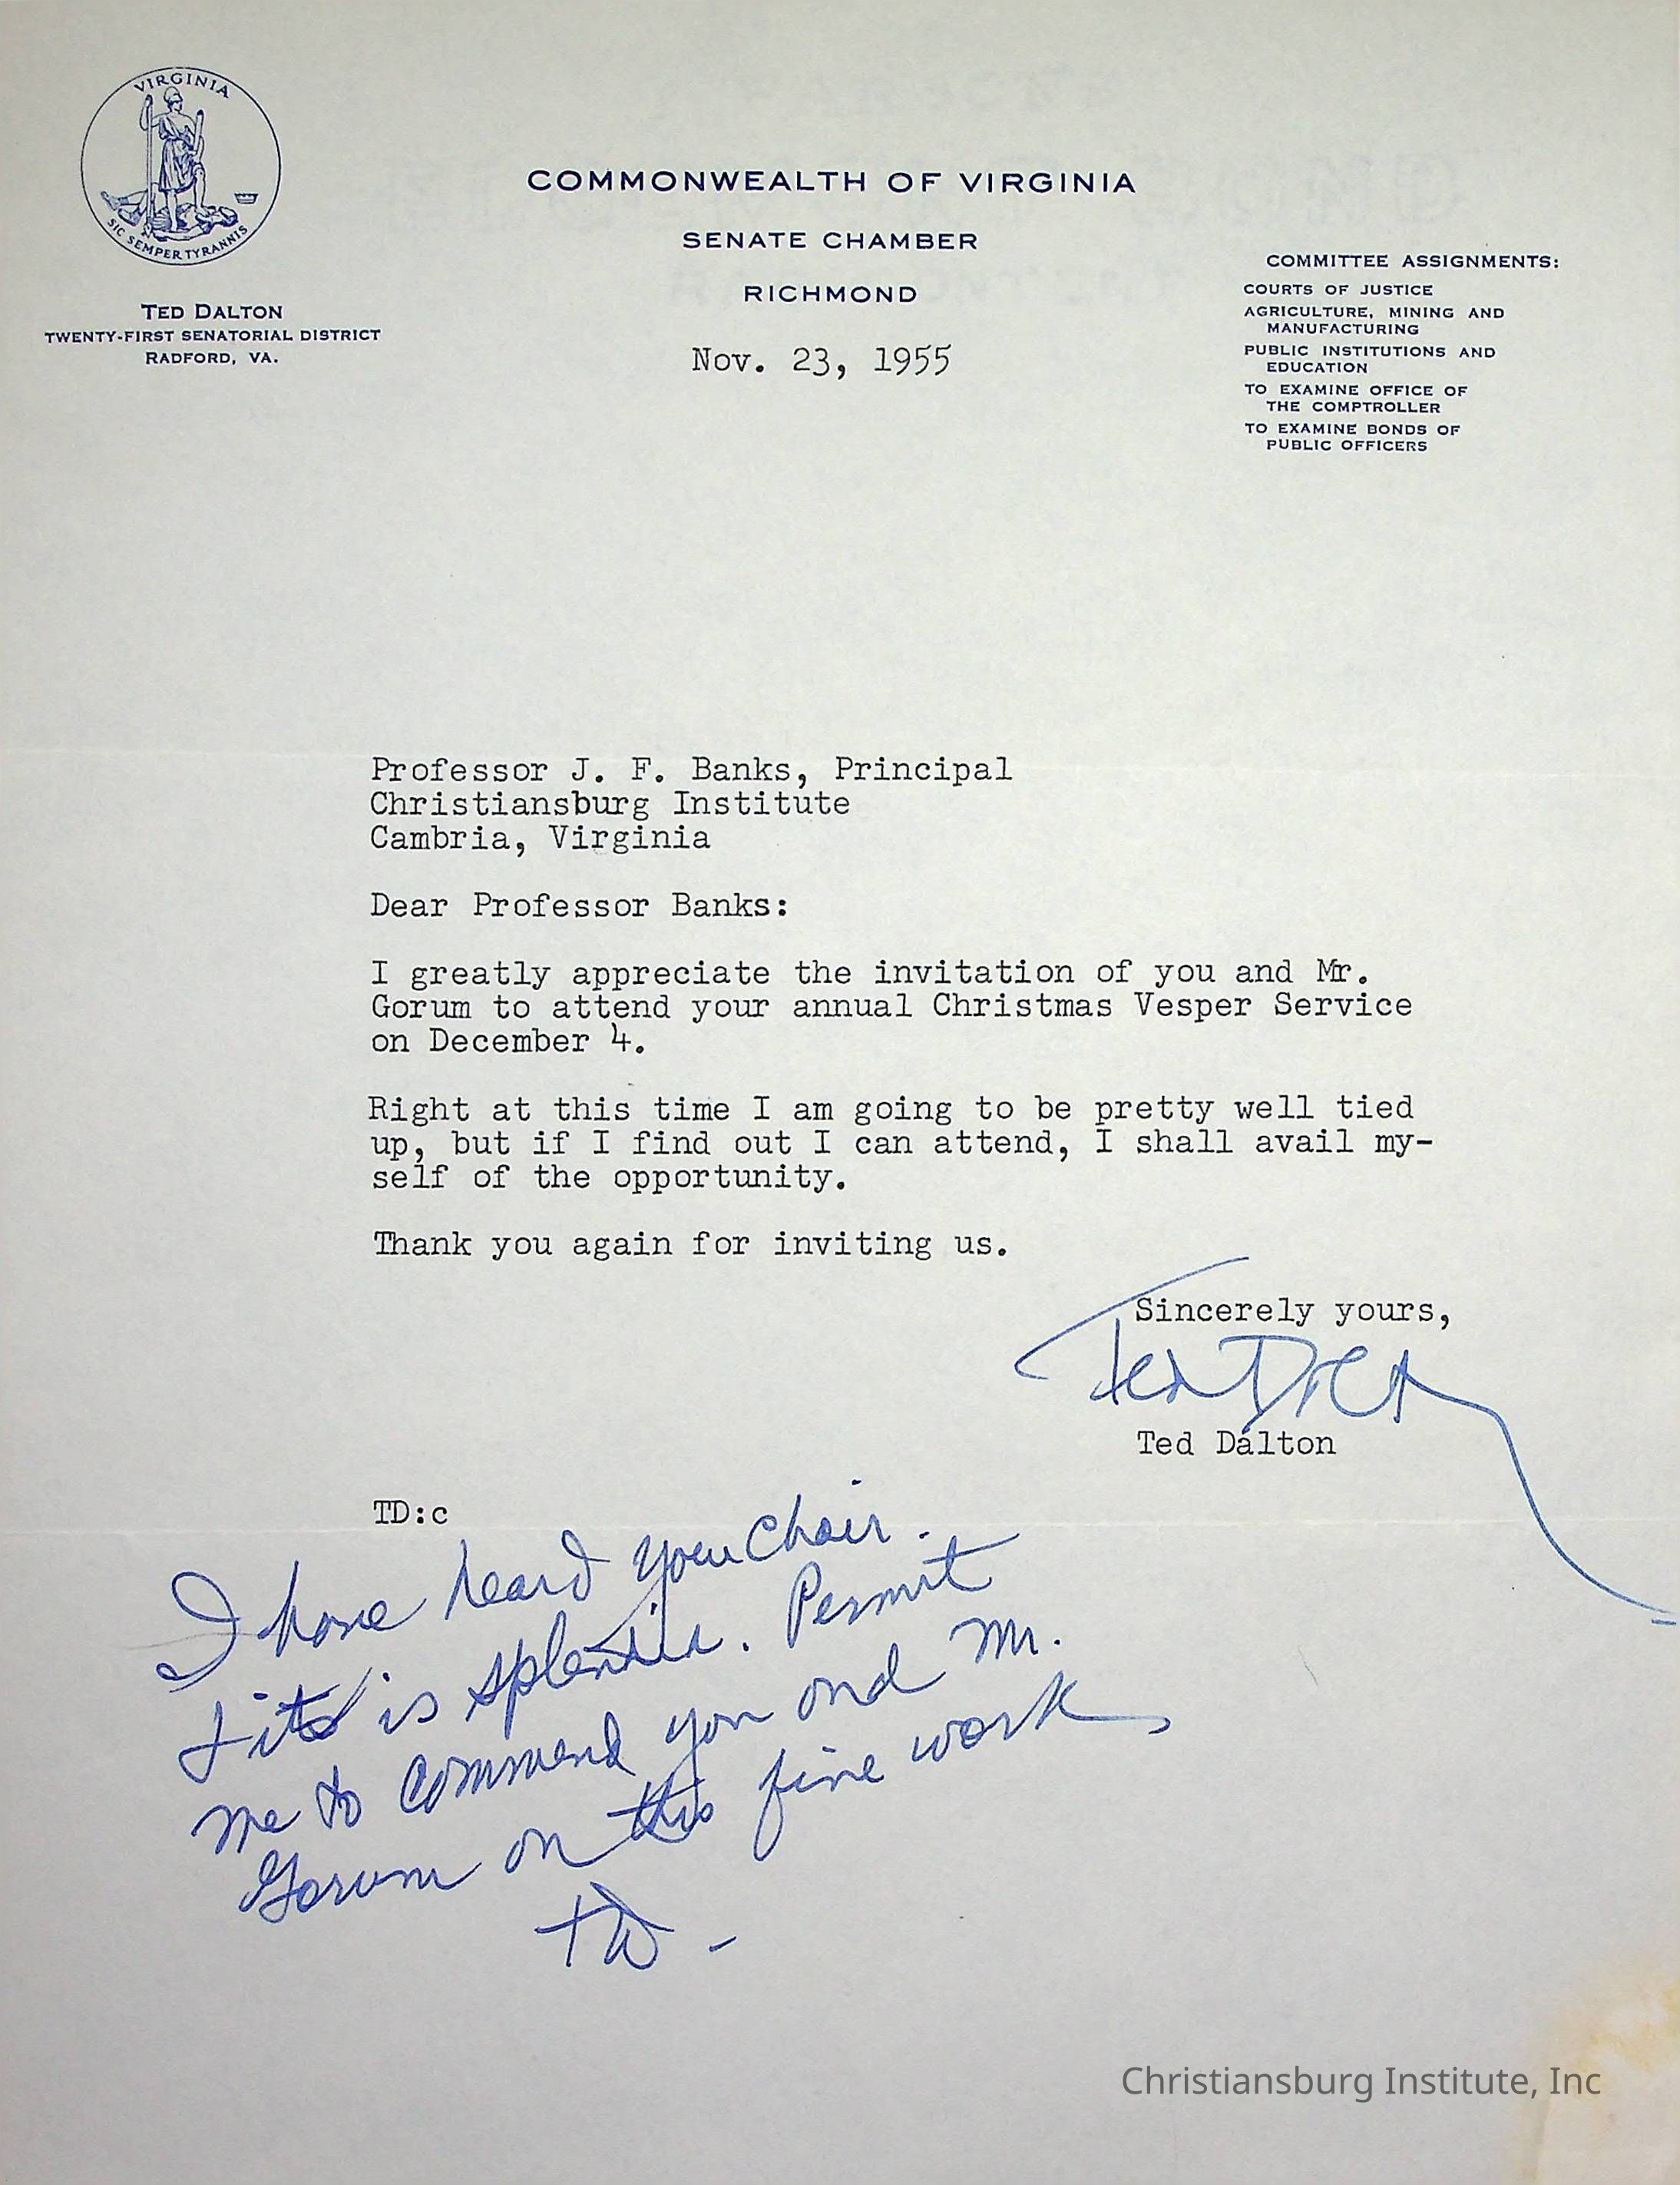 VIRGINIA
SIC SEMPER TYRANNIS
TED DALTON
TWENTY-FIRST SENATORIAL DISTRICT
RADFORD, VA.
COMMONWEALTH OF VIRGINIA
SENATE CHAMBER
RICHMOND
Nov. 23, 1955
COMMITTEE ASSIGNMENTS:
COURTS OF JUSTICE
AGRICULTURE, MINING AND
MANUFACTURING
PUBLIC INSTITUTIONS AND
EDUCATION
TO EXAMINE OFFICE OF
THE COMPTROLLER
TO EXAMINE BONDS OF
PUBLIC OFFICERS
Professor J. F. Banks, Principal
Christiansburg Institute
Cambria, Virginia
Dear Professor Banks:
I greatly appreciate the invitation of you and Mr.
Gorum to attend your annual Christmas Vesper Service
on December 4.
Right at this time I am going to be pretty well tied
up, but if I find out I can attend, I shall avail my-
self of the opportunity.
Thank you again for inviting us.
Sincerely yours,
Ted Dalton
Ted Dalton
TD:c
I have heard your Choir.
+ it is splendid. Permit
me to commend you and Mr.
Gorum on this fine work
TD -
Christiansburg Institute, Inc